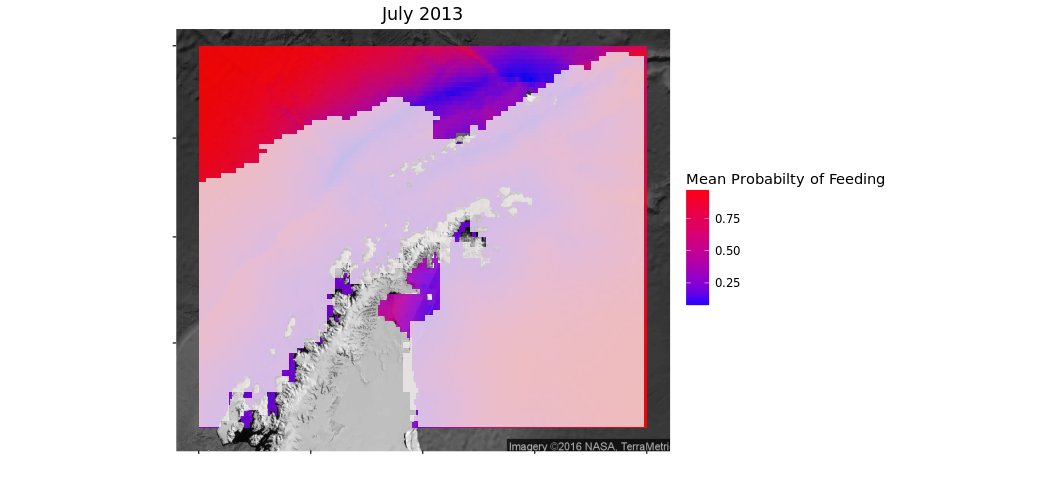 July 2013
Mean Probabilty of Feeding
0.75
0.50
0.25
Imagery ©2016 NASA, TerraMetri